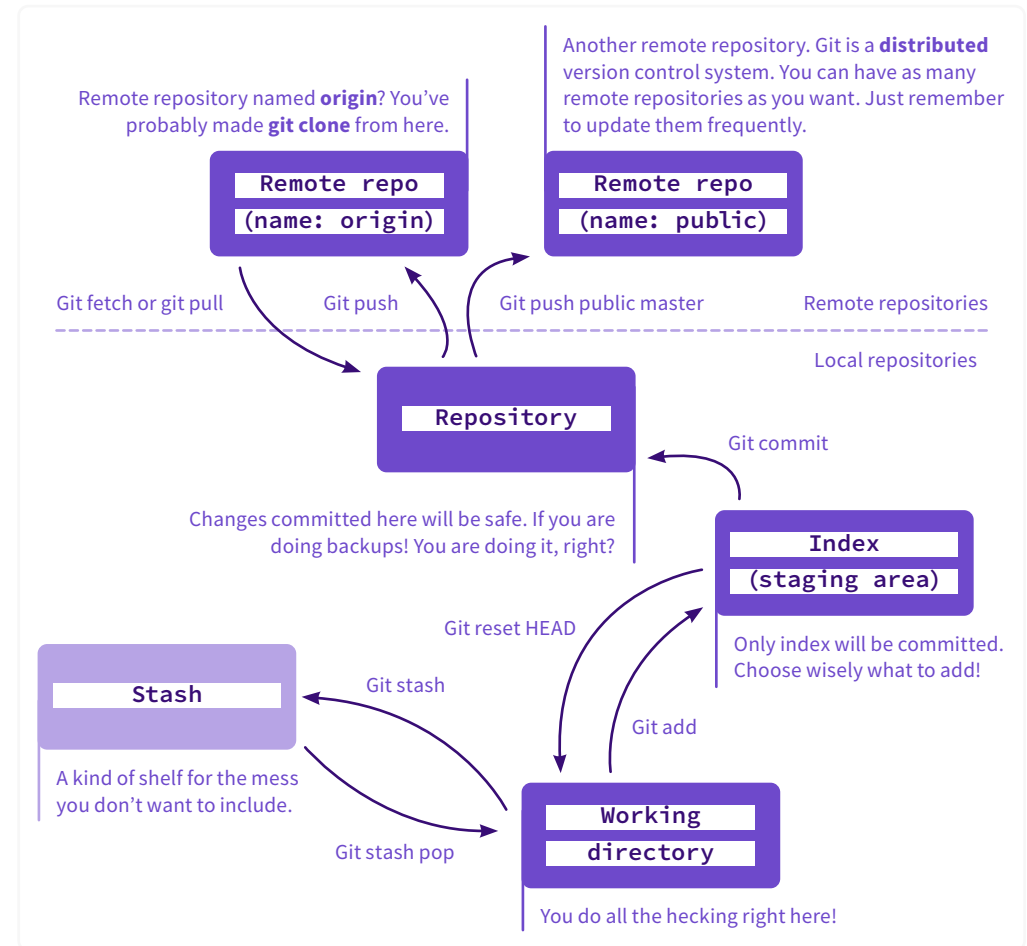 Another remote repository. Git is a distributed
version control system. You can have as many
remote repositories as you want. Just remember
to update them frequently.
Remote repository named origin? You’ve
probably made git clone from here.
Remote repo
(name: origin)
Remote repo
(name: public)
Git fetch or git pull
Git push
Git push public master
Remote repositories
Local repositories
Repository
Git commit
Changes committed here will be safe. If you are
doing backups! You are doing it, right?
Index
(staging area)
Only index will be committed.
Choose wisely what to add!
Git reset HEAD
Git add
Stash
Git stash
A kind of shelf for the mess
you don’t want to include.
Git stash pop
Working
directory
You do all the hecking right here!